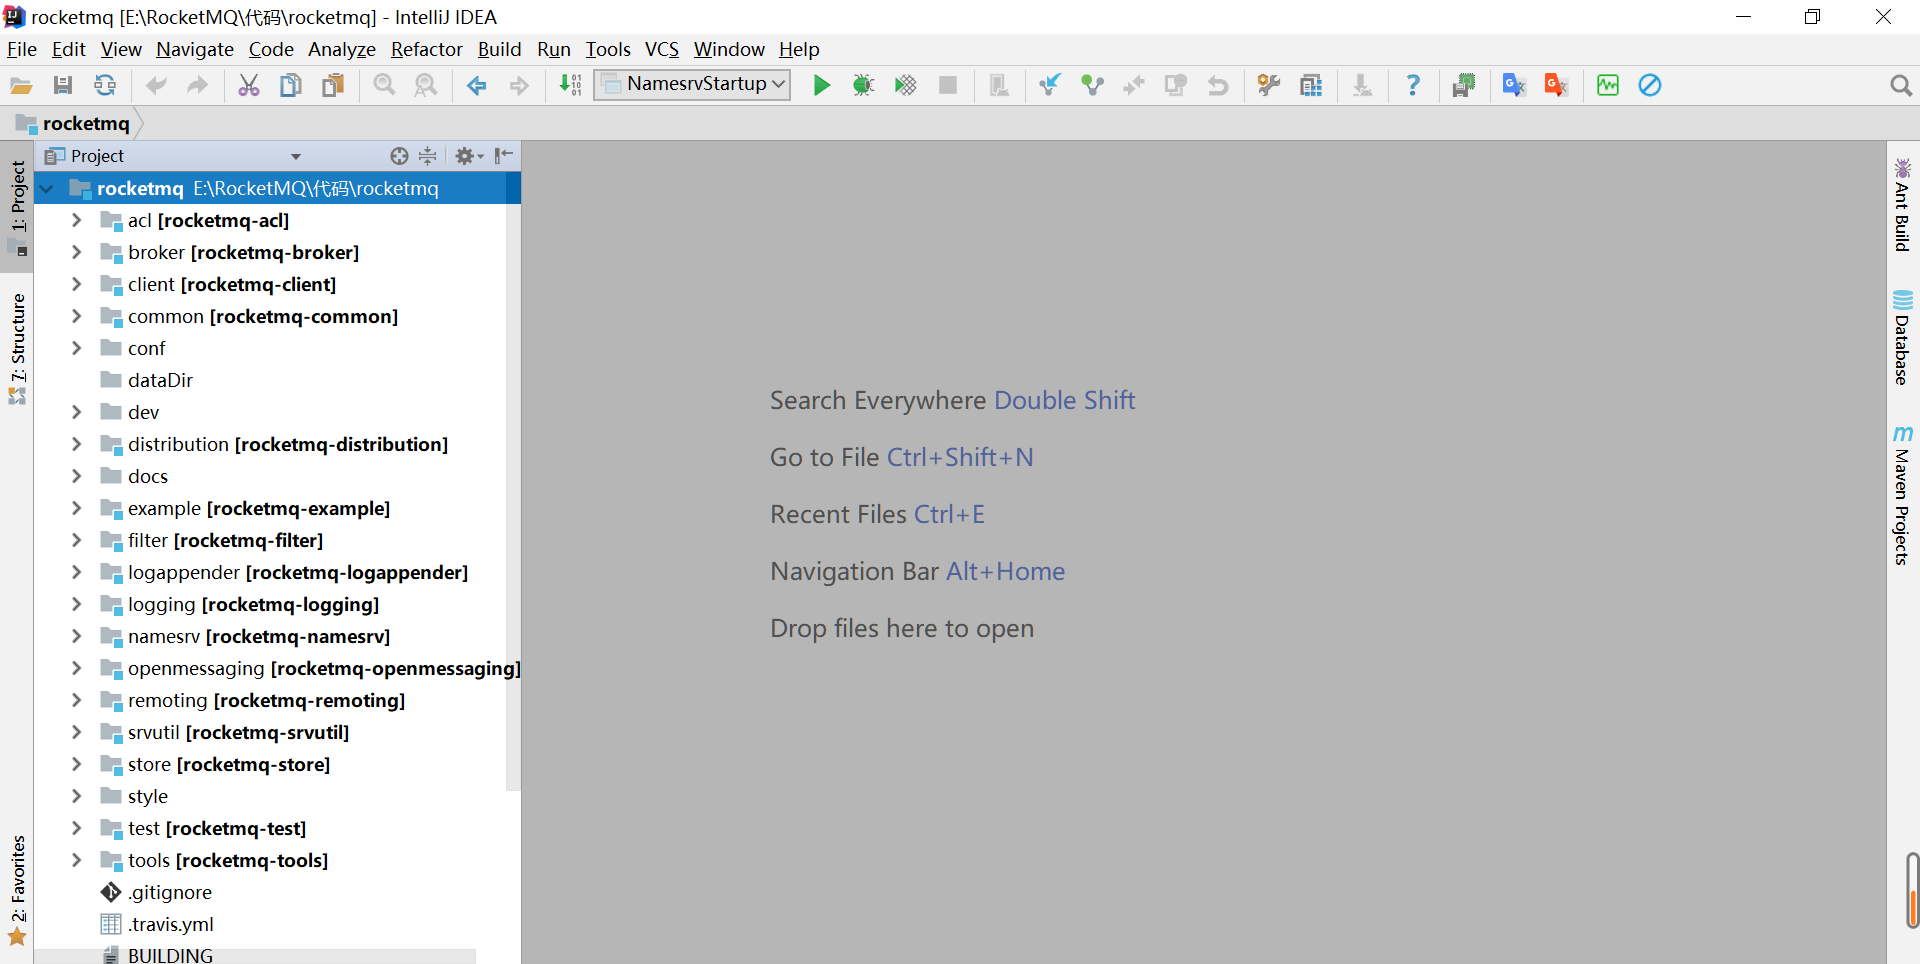 rocketmq [E:\RocketMQ\代码\rocketmq] - IntelliJ IDEA
File Edit View Navigate Code Analyze Refactor Build Run Tools VCS Window Help
NamesrvStartup
rocketmq
Project
rocketmq E:\RocketMQ\代码\rocketmq
acl [rocketmq-acl]
broker [rocketmq-broker]
client [rocketmq-client]
common [rocketmq-common]
conf
dataDir
dev
distribution [rocketmq-distribution]
docs
example [rocketmq-example]
filter [rocketmq-filter]
logappender [rocketmq-logappender]
logging [rocketmq-logging]
namesrv [rocketmq-namesrv]
openmessaging [rocketmq-openmessaging]
remoting [rocketmq-remoting]
srvutil [rocketmq-srvutil]
store [rocketmq-store]
style
test [rocketmq-test]
tools [rocketmq-tools]
.gitignore
.travis.yml
BUILDING
1: Project
7: Structure
2: Favorites
Search Everywhere Double Shift
Go to File Ctrl+Shift+N
Recent Files Ctrl+E
Navigation Bar Alt+Home
Drop files here to open
Ant Build
Database
Maven Projects